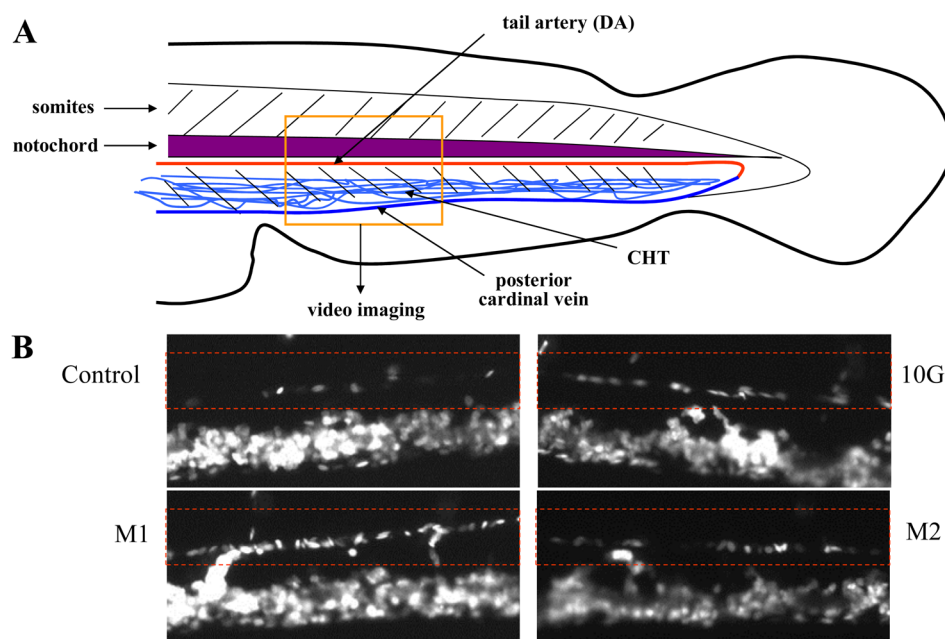 A
tail artery (DA)
somites
notochord
CHT
posterior
cardinal vein
video imaging
B
Control
10G
M1
M2